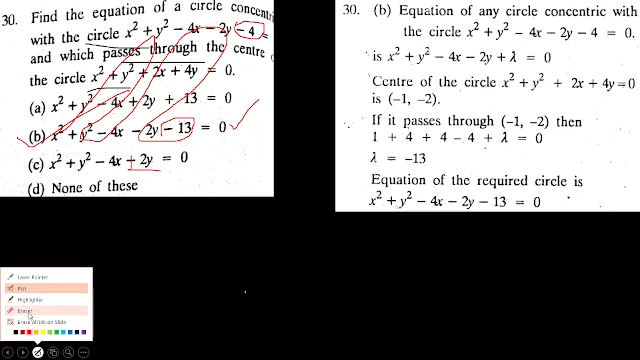 30. Find the equation of a circle concentri
with the circle x² + y² − 4x − 2y − 4 =
and which passes through the centre o
the circle x² + y² + 2x + 4y = 0.
(a) x² + y² − 4x + 2y + 13 = 0
(b) x² + y² − 4x − 2y − 13 = 0
(c) x² + y² − 4x + 2y = 0
(d) None of these
30. (b) Equation of any circle concentric with
the circle x² + y² − 4x − 2y − 4 = 0.
is x² + y² − 4x − 2y + λ = 0
Centre of the circle x² + y² + 2x + 4y = 0
is (−1, −2).
If it passes through (−1, −2) then
1 + 4 + 4 − 4 + λ = 0
λ = −13
Equation of the required circle is
x² + y² − 4x − 2y − 13 = 0
Laser Pointer
Pen
Highlighter
Eraser
Erase All Ink on Slide